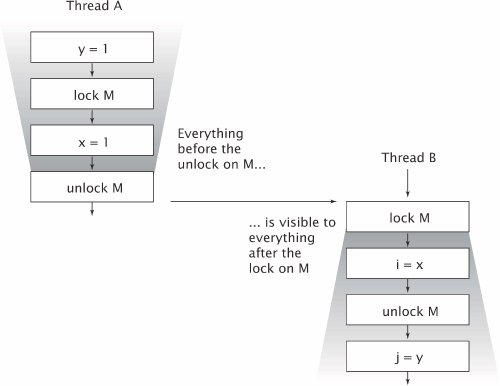 Thread A
y = 1
lock M
x = 1
unlock M
Everything
before the
unlock on M...
Thread B
lock M
... is visible to
everything
after the
lock on M
i = x
unlock M
j = y